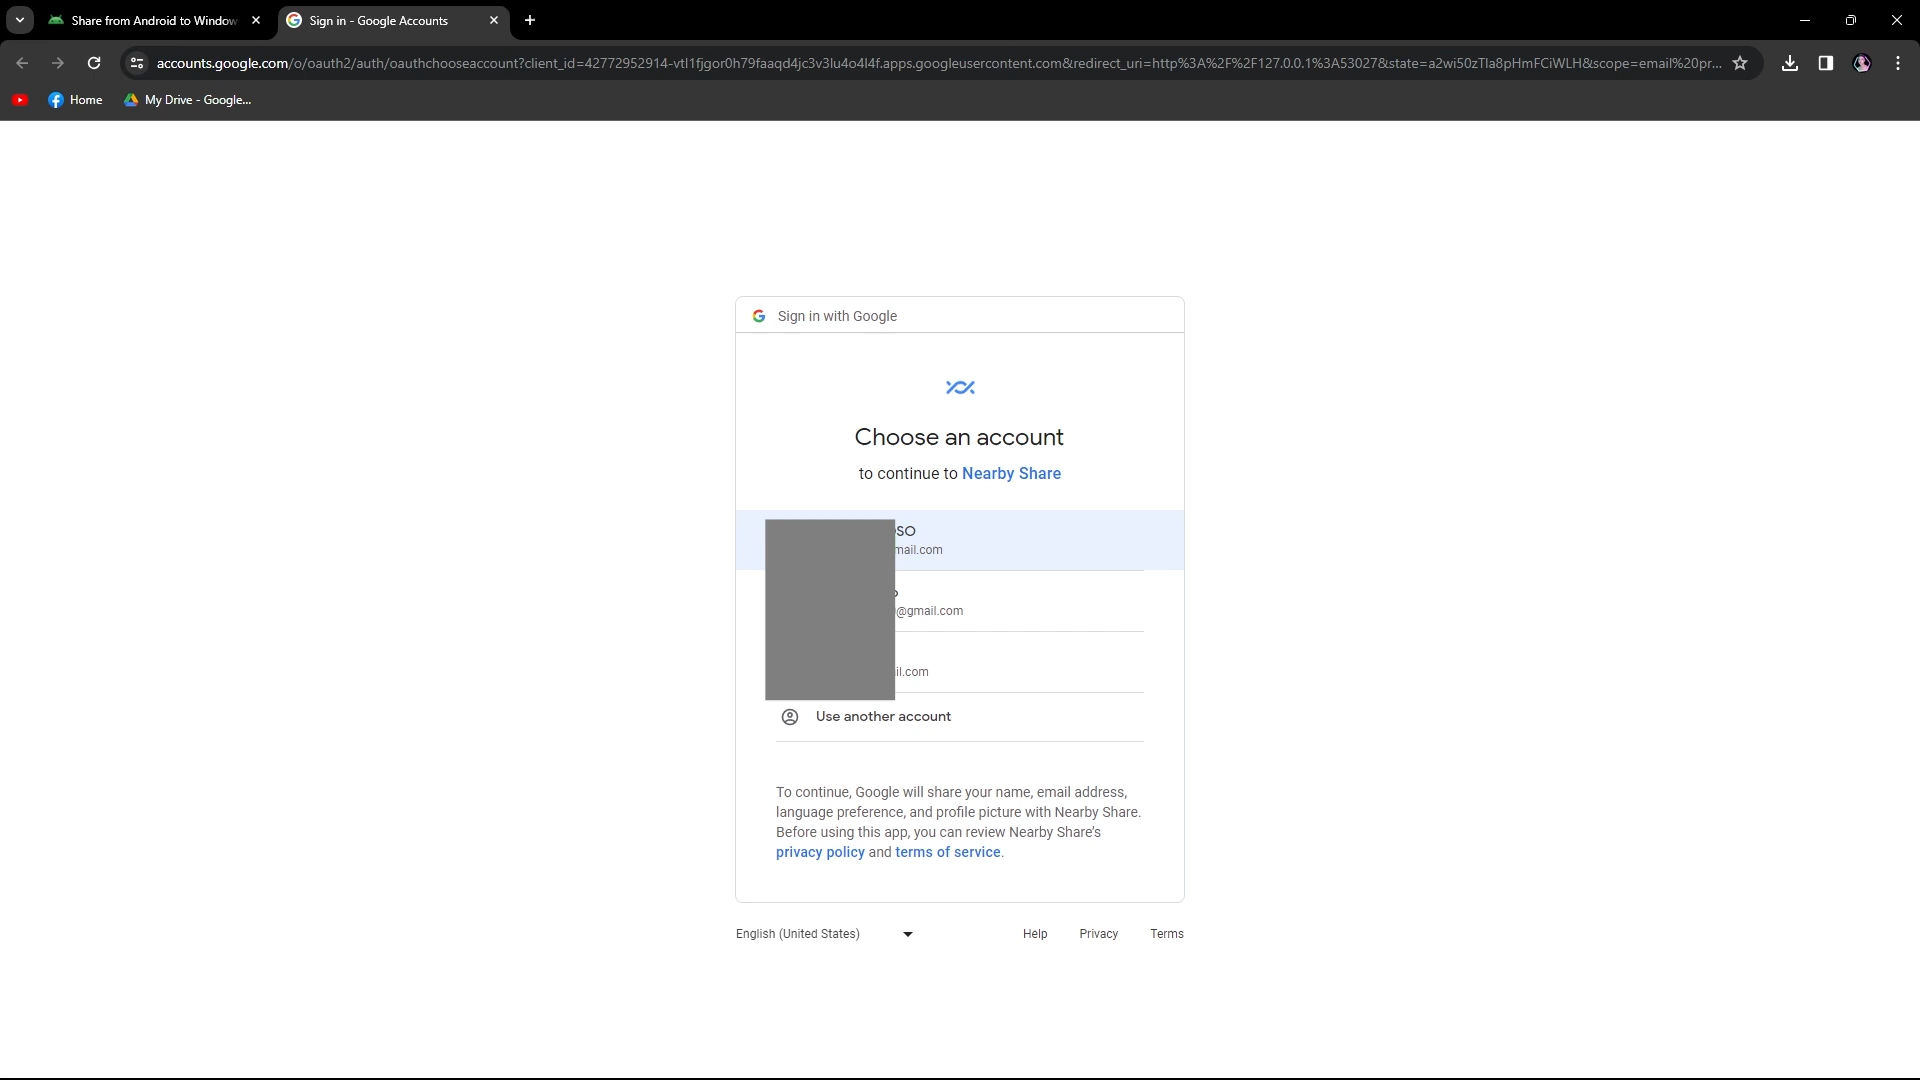 Share from Android to Window
Sign in - Google Accounts
accounts.google.com/o/oauth2/auth/oauthchooseaccount?client_id=42772952914-vtl1fjgor0h79faaqd4jc3v3lu4o4l4f.apps.googleusercontent.com&redirect_uri=http%3A%2F%2F127.0.0.1%3A53027&state=a2wi50zTla8pHmFCiWLH&scope=email%20pr...
Home
My Drive - Google...
Sign in with Google
Choose an account
to continue to Nearby Share
SO
mail.com
@gmail.com
il.com
Use another account
To continue, Google will share your name, email address,
language preference, and profile picture with Nearby Share.
Before using this app, you can review Nearby Share's
privacy policy and terms of service.
English (United States)
Help Privacy Terms